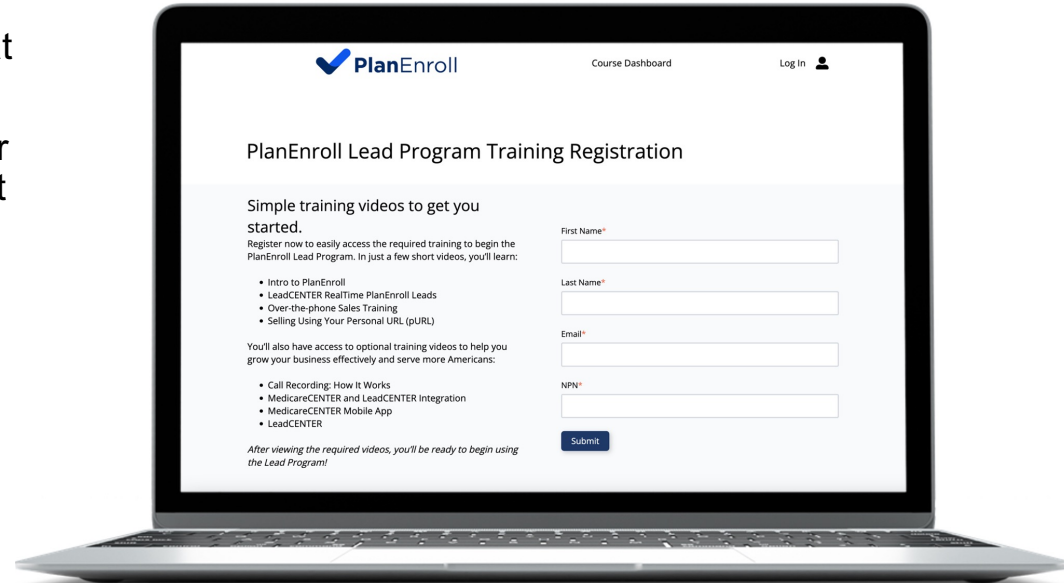 PlanEnroll
Course Dashboard
Log In
PlanEnroll Lead Program Training Registration
Simple training videos to get you
started.
Register now to easily access the required training to begin the
PlanEnroll Lead Program. In just a few short videos, you'll learn:
• Intro to PlanEnroll
• LeadCENTER RealTime PlanEnroll Leads
• Over-the-phone Sales Training
• Selling Using Your Personal URL (pURL)
You'll also have access to optional training videos to help you
grow your business effectively and serve more Americans:
• Call Recording: How It Works
• MedicareCENTER and LeadCENTER Integration
• MedicareCENTER Mobile App
• LeadCENTER
After viewing the required videos, you'll be ready to begin using
the Lead Program!
First Name*
Last Name*
Email*
NPN*
Submit